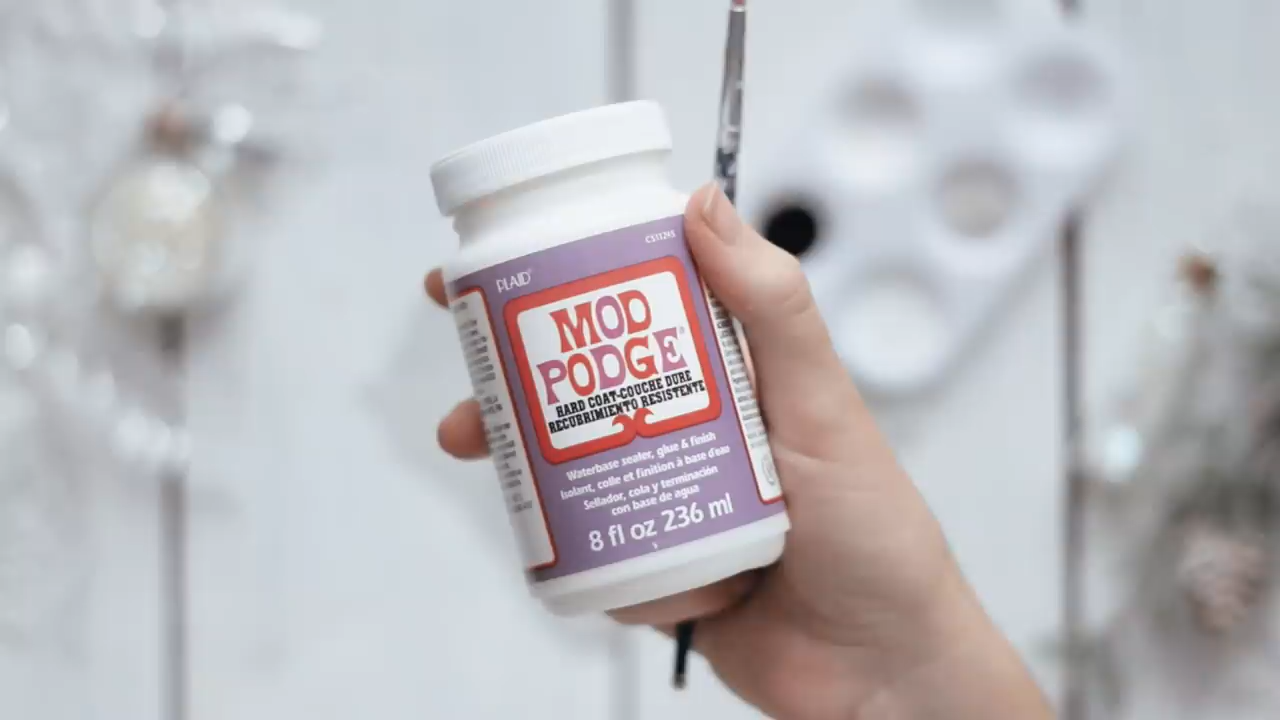 CS11245
PLAID®
MOD
PODGE®
HARD COAT-COUCHE DURE
RECUBRIMIENTO RESISTENTE
Waterbase sealer, glue & finish
Isolant, colle et finition à base d'eau
Sellador, cola y terminación
con base de agua
8 fl oz 236 ml